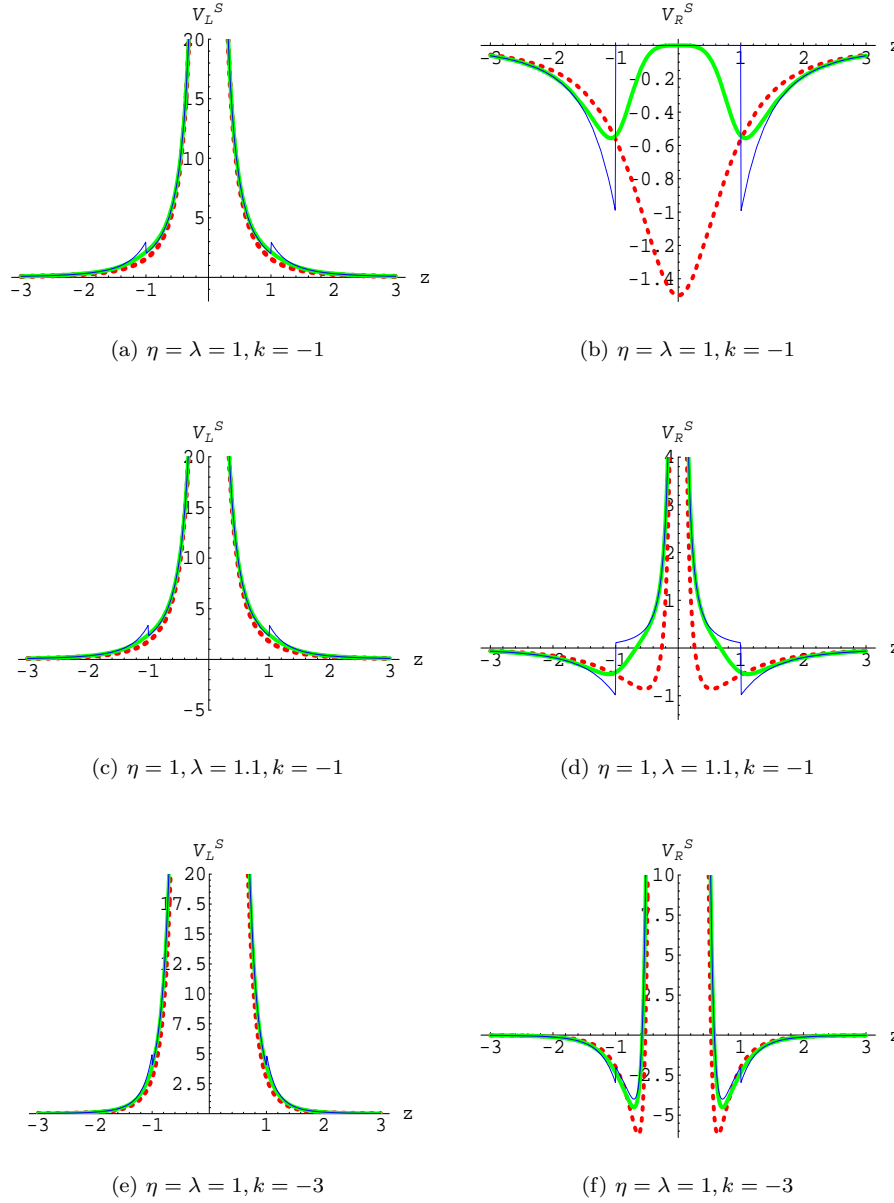 V_L^S
20
15
10
5
-3 -2 -1 1 2 3 z
(a) η = λ = 1, k = −1
V_R^S
-3 -2 -1 1 2 3 z
-0.2
-0.4
-0.6
-0.8
-1
-1.2
-1.4
(b) η = λ = 1, k = −1
V_L^S
20
15
10
5
-3 -2 -1 1 2 3 z
-5
(c) η = 1, λ = 1.1, k = −1
V_R^S
4
3
2
1
-3 -2 -1 1 2 3 z
-1
(d) η = 1, λ = 1.1, k = −1
V_L^S
20
17.5
15
12.5
10
7.5
5
2.5
-3 -2 -1 1 2 3 z
(e) η = λ = 1, k = −3
V_R^S
10
7.5
5
2.5
-3 -2 -1 1 2 3 z
-2.5
-5
(f) η = λ = 1, k = −3